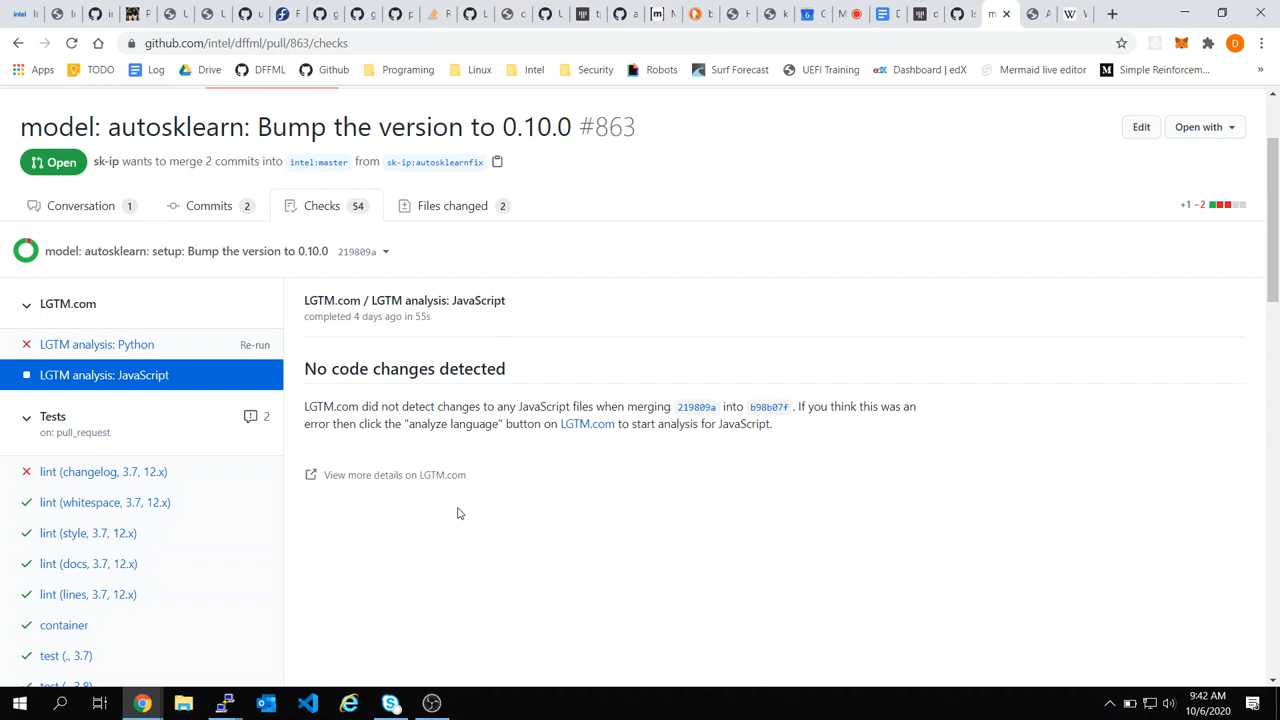 github.com/intel/dffml/pull/863/checks
Apps TODO Log Drive DFFML Github Programing Linux Intel Security Robots Surf Forecast UEFI Training Dashboard | edX Mermaid live editor Simple Reinforcem... »
model: autosklearn: Bump the version to 0.10.0 #863
Edit Open with
Open sk-ip wants to merge 2 commits into intel:master from sk-ip:autosklearnfix
Conversation 1 Commits 2 Checks 54 Files changed 2 +1 −2
model: autosklearn: setup: Bump the version to 0.10.0 219809a
LGTM.com
LGTM analysis: Python Re-run
LGTM analysis: JavaScript
Tests 2
on: pull_request
lint (changelog, 3.7, 12.x)
lint (whitespace, 3.7, 12.x)
lint (style, 3.7, 12.x)
lint (docs, 3.7, 12.x)
lint (lines, 3.7, 12.x)
container
test (., 3.7)
test (., 3.8)
LGTM.com / LGTM analysis: JavaScript
completed 4 days ago in 55s
No code changes detected
LGTM.com did not detect changes to any JavaScript files when merging 219809a into b98b07f. If you think this was an
error then click the "analyze language" button on LGTM.com to start analysis for JavaScript.
View more details on LGTM.com
9:42 AM
10/6/2020